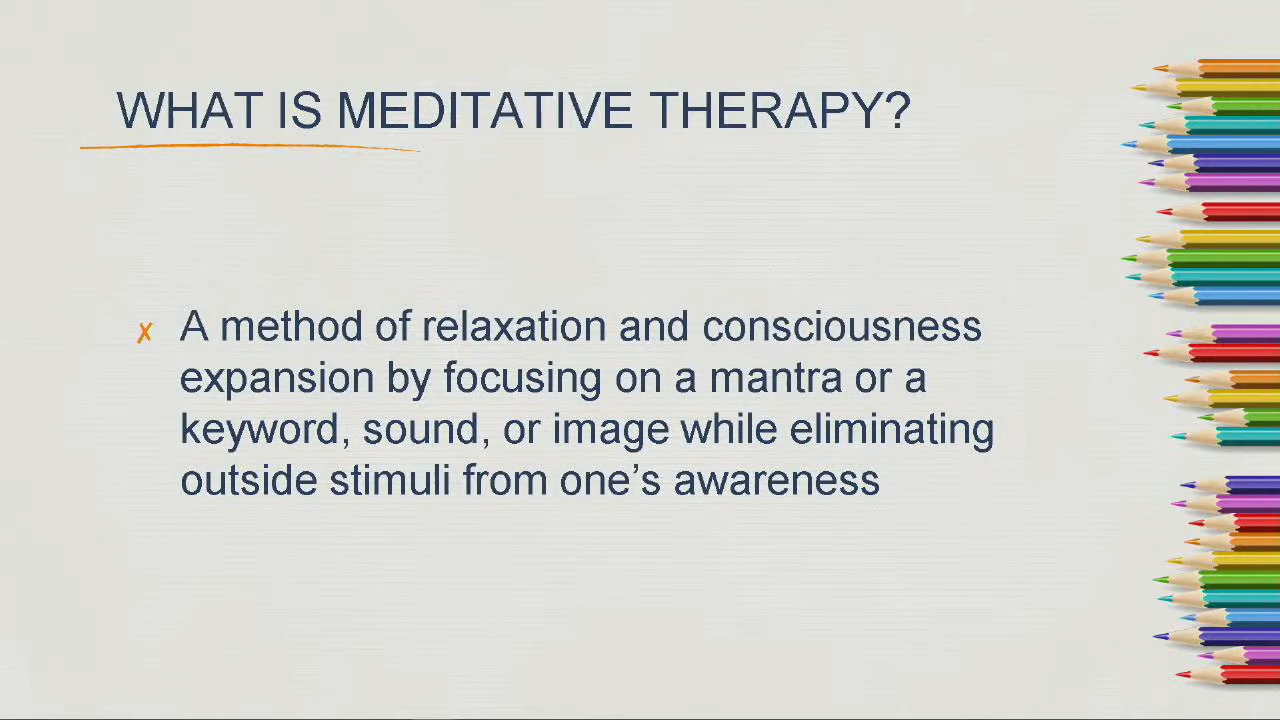 WHAT IS MEDITATIVE THERAPY?
✗ A method of relaxation and consciousness
expansion by focusing on a mantra or a
keyword, sound, or image while eliminating
outside stimuli from one’s awareness